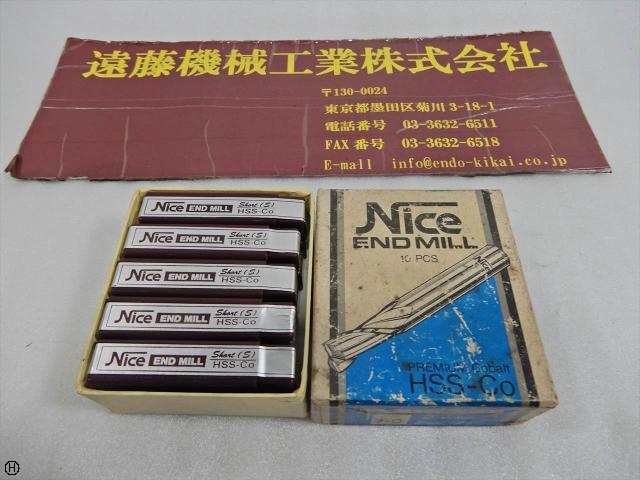 遠藤機械工業株式会社
〒130-0024
東京都墨田区菊川 3-18-1
電話番号 03-3632-6511
FAX 番号 03-3632-6518
E-mail info@endo-kikai.co.jp
Nice END MILL Short (S) HSS-Co
Nice END MILL Short (S) HSS-Co
Nice END MILL Short (S) HSS-Co
Nice END MILL Short (S) HSS-Co
Nice END MILL Short (S) HSS-Co
Nice
END MILL
10 PCS.
Nice
PREMIUM Cobalt
HSS-Co
H